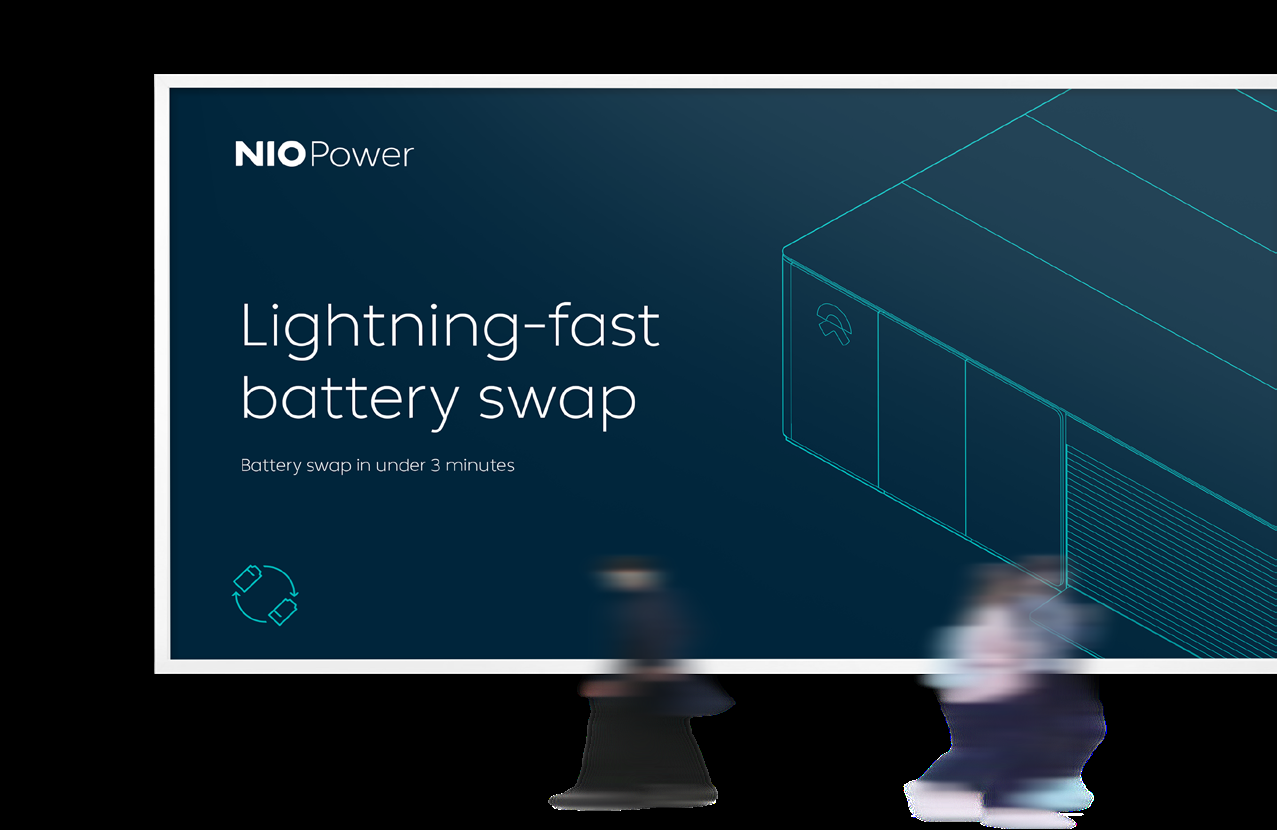 NIO Power
Lightning-fast
battery swap
Battery swap in under 3 minutes